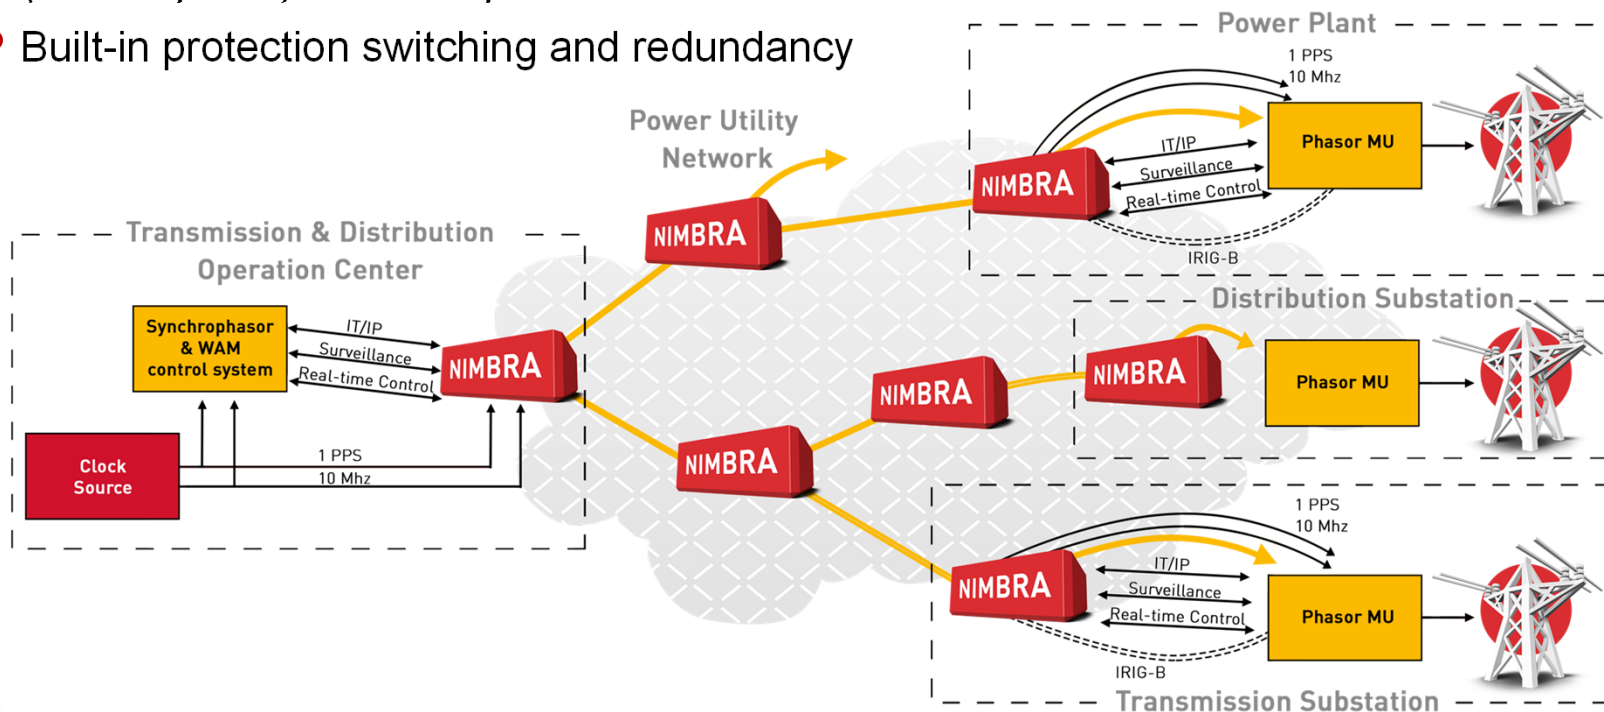 Built-in protection switching and redundancy
Power Plant
1 PPS
10 Mhz
Power Utility
Network
Phasor MU
IT/IP
Surveillance
Real-time Control
NIMBRA
NIMBRA
IRIG-B
Transmission & Distribution
Operation Center
Distribution Substation
Synchrophasor
& WAM
control system
IT/IP
Surveillance
Real-time Control
NIMBRA
NIMBRA
NIMBRA
Phasor MU
Clock
Source
1 PPS
10 Mhz
NIMBRA
1 PPS
10 Mhz
NIMBRA
IT/IP
Surveillance
Real-time Control
Phasor MU
IRIG-B
Transmission Substation